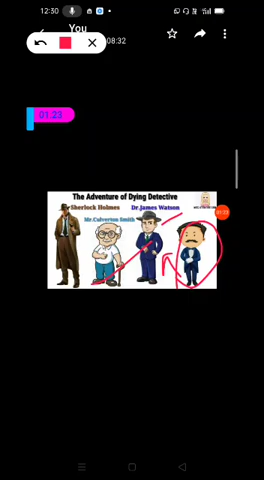 12:30
You
08:32
01:23
The Adventure of Dying Detective
Sherlock Holmes
Dr.James Watson
Mr.Culverton Smith
01:23